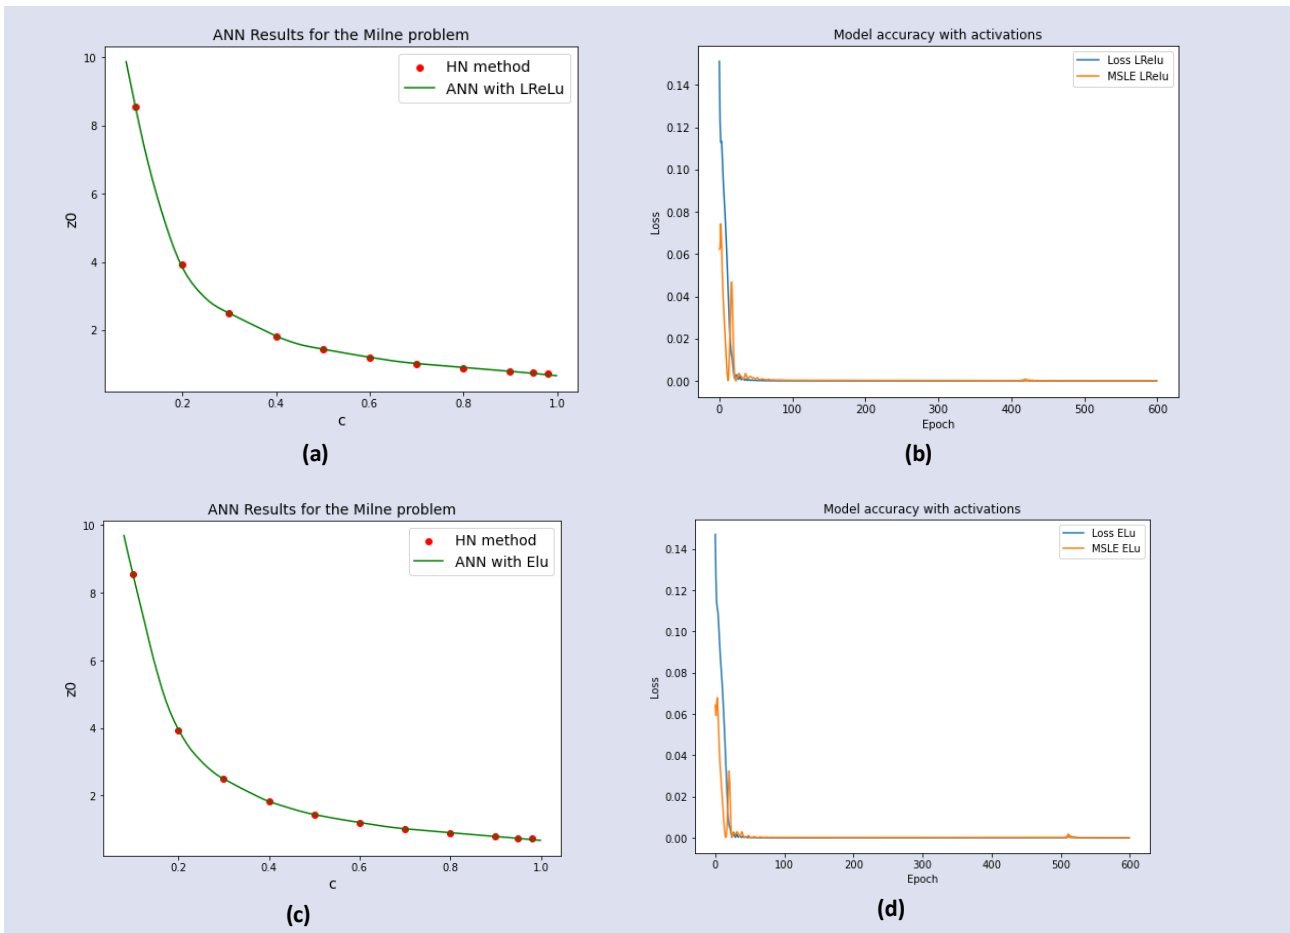 ANN Results for the Milne problem
HN method
ANN with LReLu
10
8
6
4
2
z0
0.2 0.4 0.6 0.8 1.0
c
(a)
Model accuracy with activations
Loss LRelu
MSLE LRelu
0.14
0.12
0.10
0.08
0.06
0.04
0.02
0.00
Loss
0 100 200 300 400 500 600
Epoch
(b)
ANN Results for the Milne problem
HN method
ANN with Elu
10
8
6
4
2
z0
0.2 0.4 0.6 0.8 1.0
c
(c)
Model accuracy with activations
Loss ELu
MSLE ELu
0.14
0.12
0.10
0.08
0.06
0.04
0.02
0.00
Loss
0 100 200 300 400 500 600
Epoch
(d)